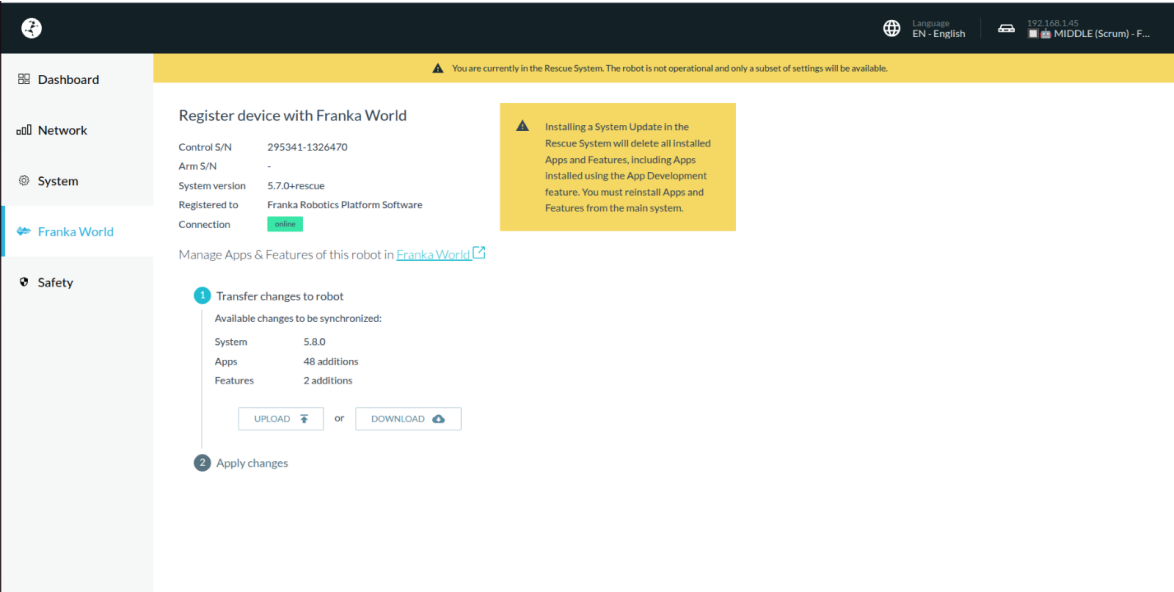 Language
EN - English
192.168.1.45
MIDDLE (Scrum) - F...
Dashboard
Network
System
Franka World
Safety
You are currently in the Rescue System. The robot is not operational and only a subset of settings will be available.
Register device with Franka World
Control S/N 295341-1326470
Arm S/N -
System version 5.7.0+rescue
Registered to Franka Robotics Platform Software
Connection online
Manage Apps & Features of this robot in Franka World
Installing a System Update in the
Rescue System will delete all installed
Apps and Features, including Apps
installed using the App Development
feature. You must reinstall Apps and
Features from the main system.
1 Transfer changes to robot
Available changes to be synchronized:
System 5.8.0
Apps 48 additions
Features 2 additions
UPLOAD or DOWNLOAD
2 Apply changes